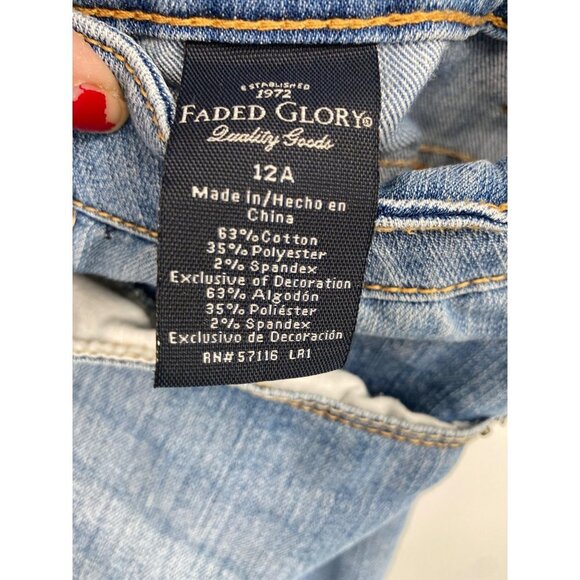 ESTABLISHED
1972
FADED GLORY®
Quality Goods
12A
Made in/Hecho en
China
63% Cotton
35% Polyester
2% Spandex
Exclusive of Decoration
63% Algodón
35% Poliéster
2% Spandex
Exclusivo de Decoración
RN# 57116 LR1